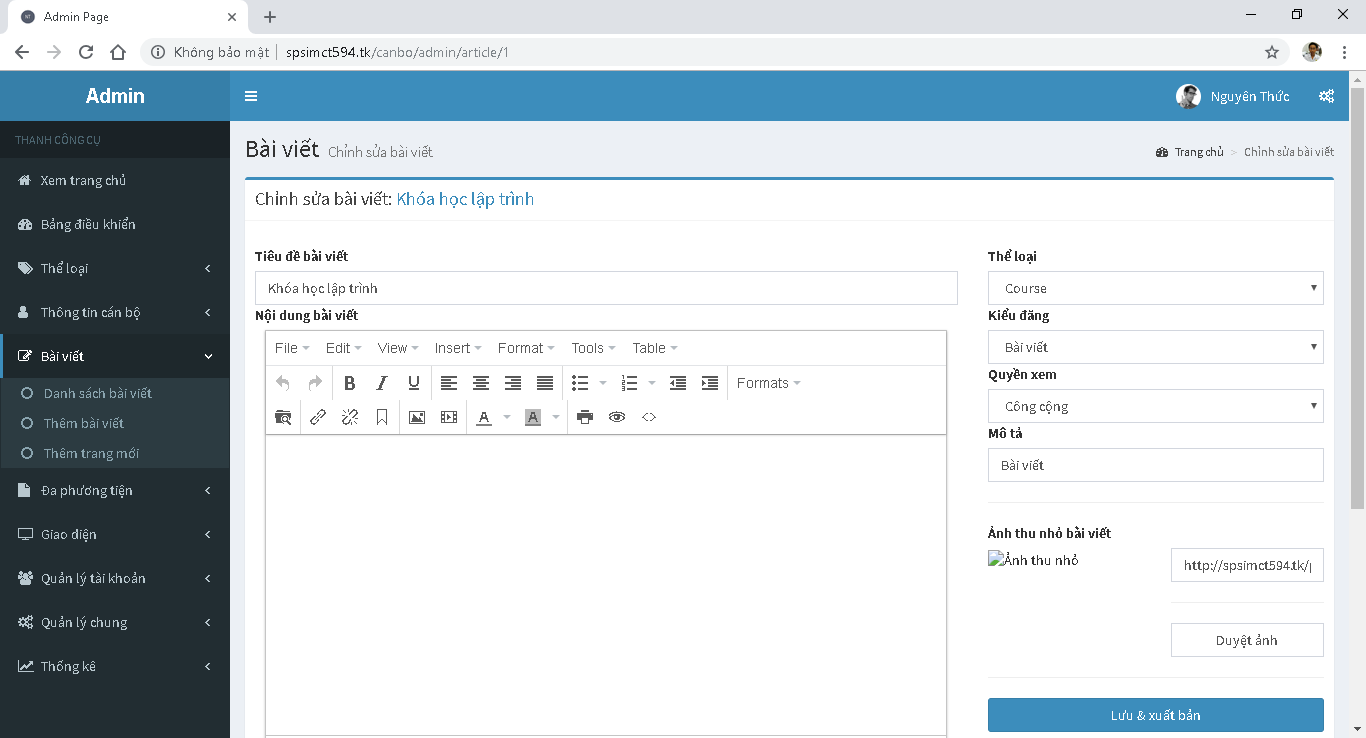 Admin Page
Không bảo mật spsimct594.tk/canbo/admin/article/1
Admin
Nguyên Thức
THANH CÔNG CỤ
Xem trang chủ
Bảng điều khiển
Thể loại
Thông tin cán bộ
Bài viết
Danh sách bài viết
Thêm bài viết
Thêm trang mới
Đa phương tiện
Giao diện
Quản lý tài khoản
Quản lý chung
Thống kê
Bài viết Chỉnh sửa bài viết
Trang chủ > Chỉnh sửa bài viết
Chỉnh sửa bài viết: Khóa học lập trình
Tiêu đề bài viết
Khóa học lập trình
Nội dung bài viết
File Edit View Insert Format Tools Table
Formats
Thể loại
Course
Kiểu đăng
Bài viết
Quyền xem
Công cộng
Mô tả
Bài viết
Ảnh thu nhỏ bài viết
Ảnh thu nhỏ
http://spsimct594.tk/
Duyệt ảnh
Lưu & xuất bản